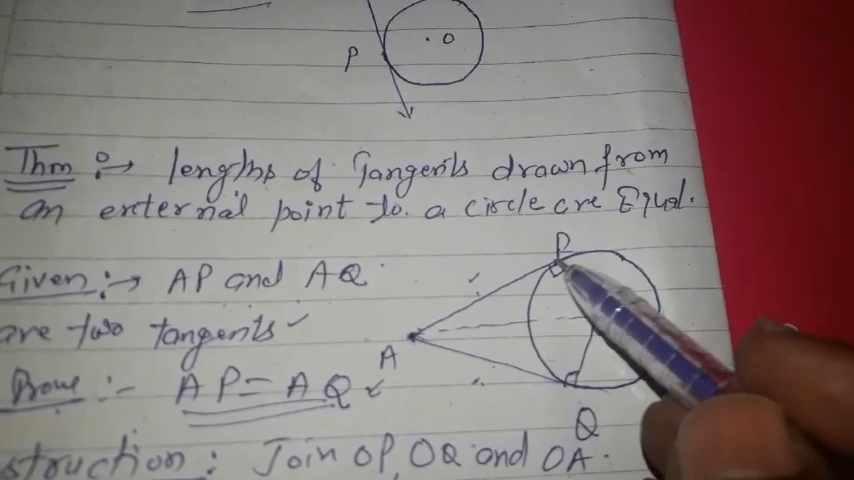 P
O
Thm :→ lengths of Tangents drawn from
an external point to a circle are Equal.
P
Given :→ AP and AQ
are two tangents
A
Prove :- AP = AQ
Q
struction : Join OP, OQ and OA.